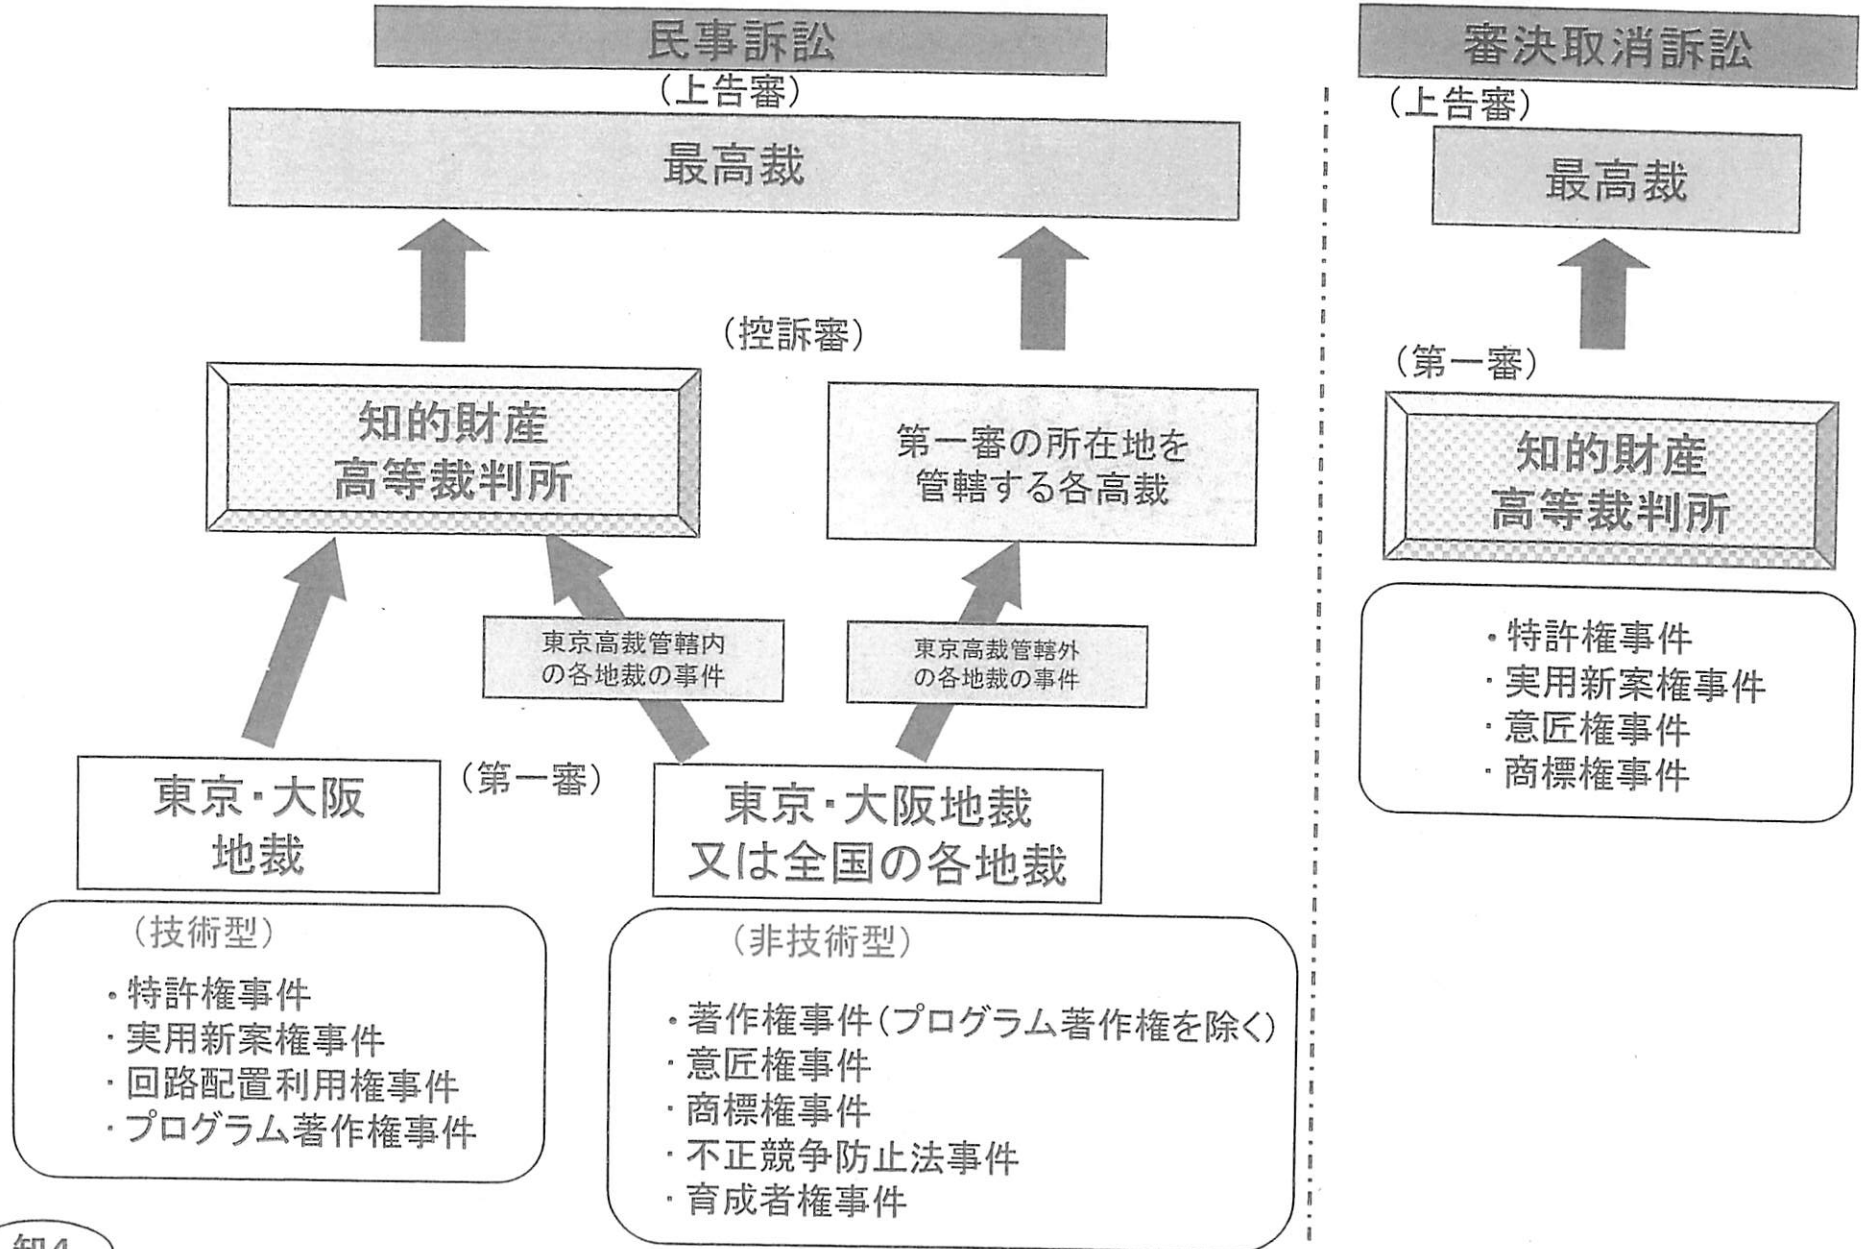 民事訴訟
(上告審)
最高裁
(控訴審)
知的財産
高等裁判所
第一審の所在地を
管轄する各高裁
東京高裁管轄内
の各地裁の事件
東京高裁管轄外
の各地裁の事件
東京・大阪
地裁
(第一審)
東京・大阪地裁
又は全国の各地裁
(技術型)
・特許権事件
・実用新案権事件
・回路配置利用権事件
・プログラム著作権事件
(非技術型)
・著作権事件(プログラム著作権を除く)
・意匠権事件
・商標権事件
・不正競争防止法事件
・育成者権事件
審決取消訴訟
(上告審)
最高裁
(第一審)
知的財産
高等裁判所
・特許権事件
・実用新案権事件
・意匠権事件
・商標権事件